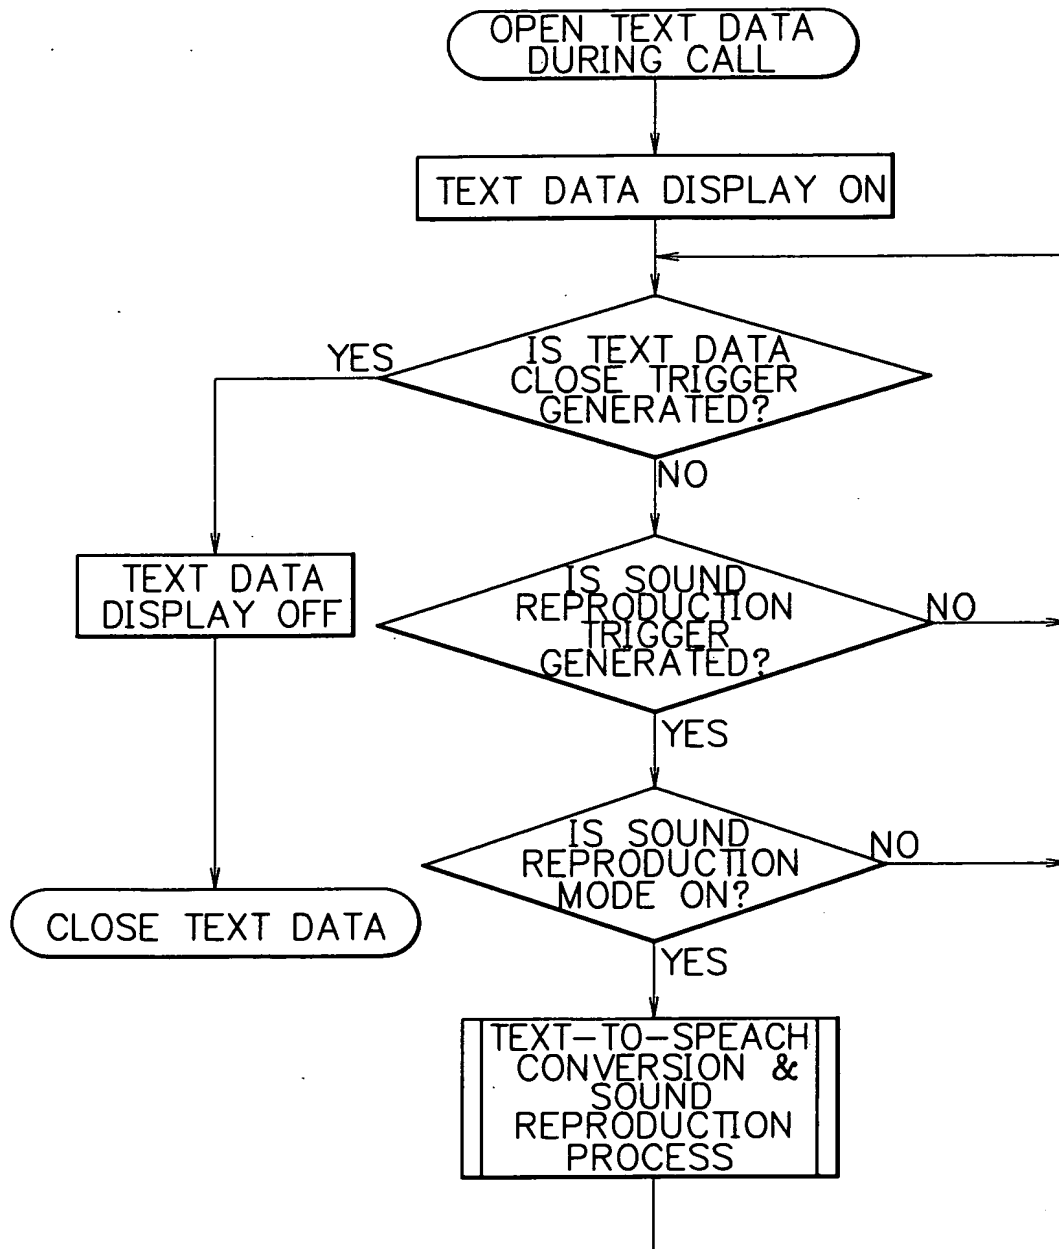 OPEN TEXT DATA
DURING CALL
TEXT DATA DISPLAY ON
YES
IS TEXT DATA
CLOSE TRIGGER
GENERATED?
NO
TEXT DATA
DISPLAY OFF
IS SOUND
REPRODUCTION
TRIGGER
GENERATED?
NO
YES
IS SOUND
REPRODUCTION
MODE ON?
NO
CLOSE TEXT DATA
YES
TEXT-TO-SPEACH
CONVERSION &
SOUND
REPRODUCTION
PROCESS